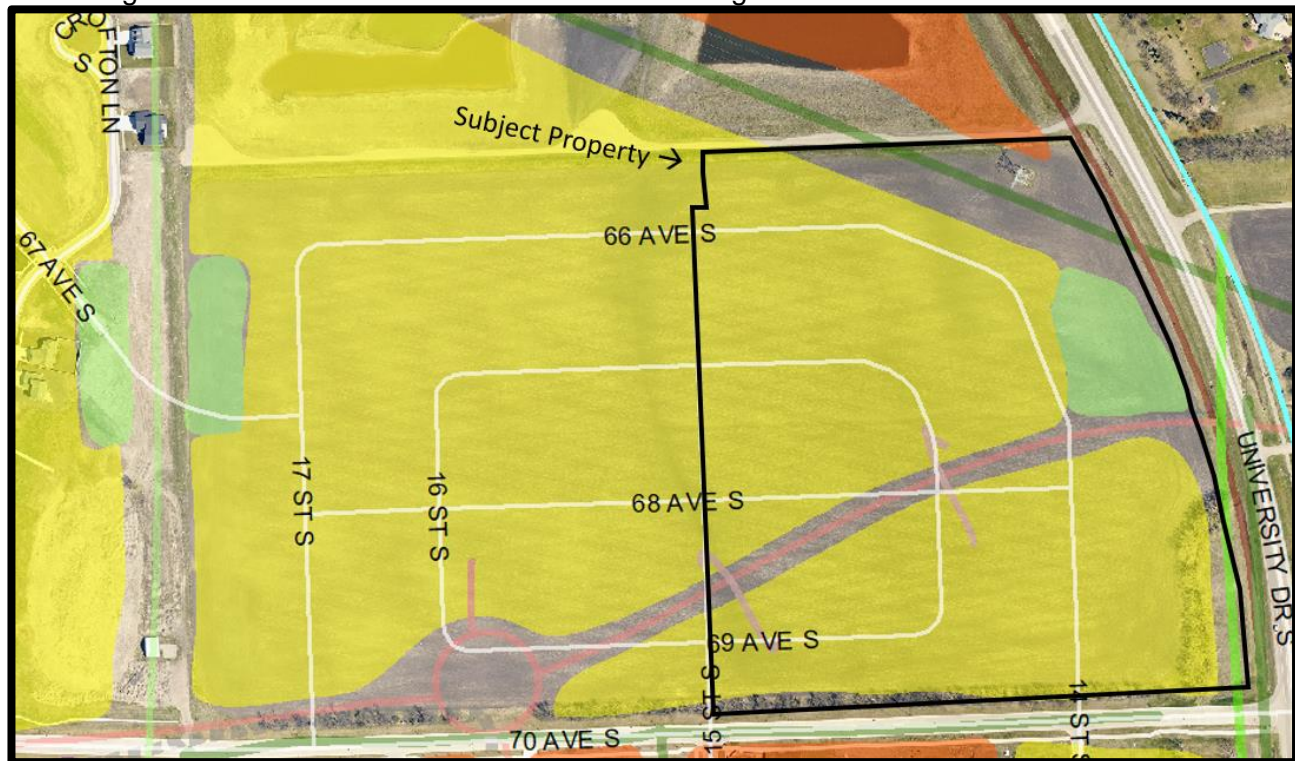 S CROFTON LN
Subject Property →
67 AVE S
66 AVE S
17 ST S
16 ST S
68 AVE S
UNIVERSITY DR S
69 AVE S
15 ST S
14 ST S
70 AVE S